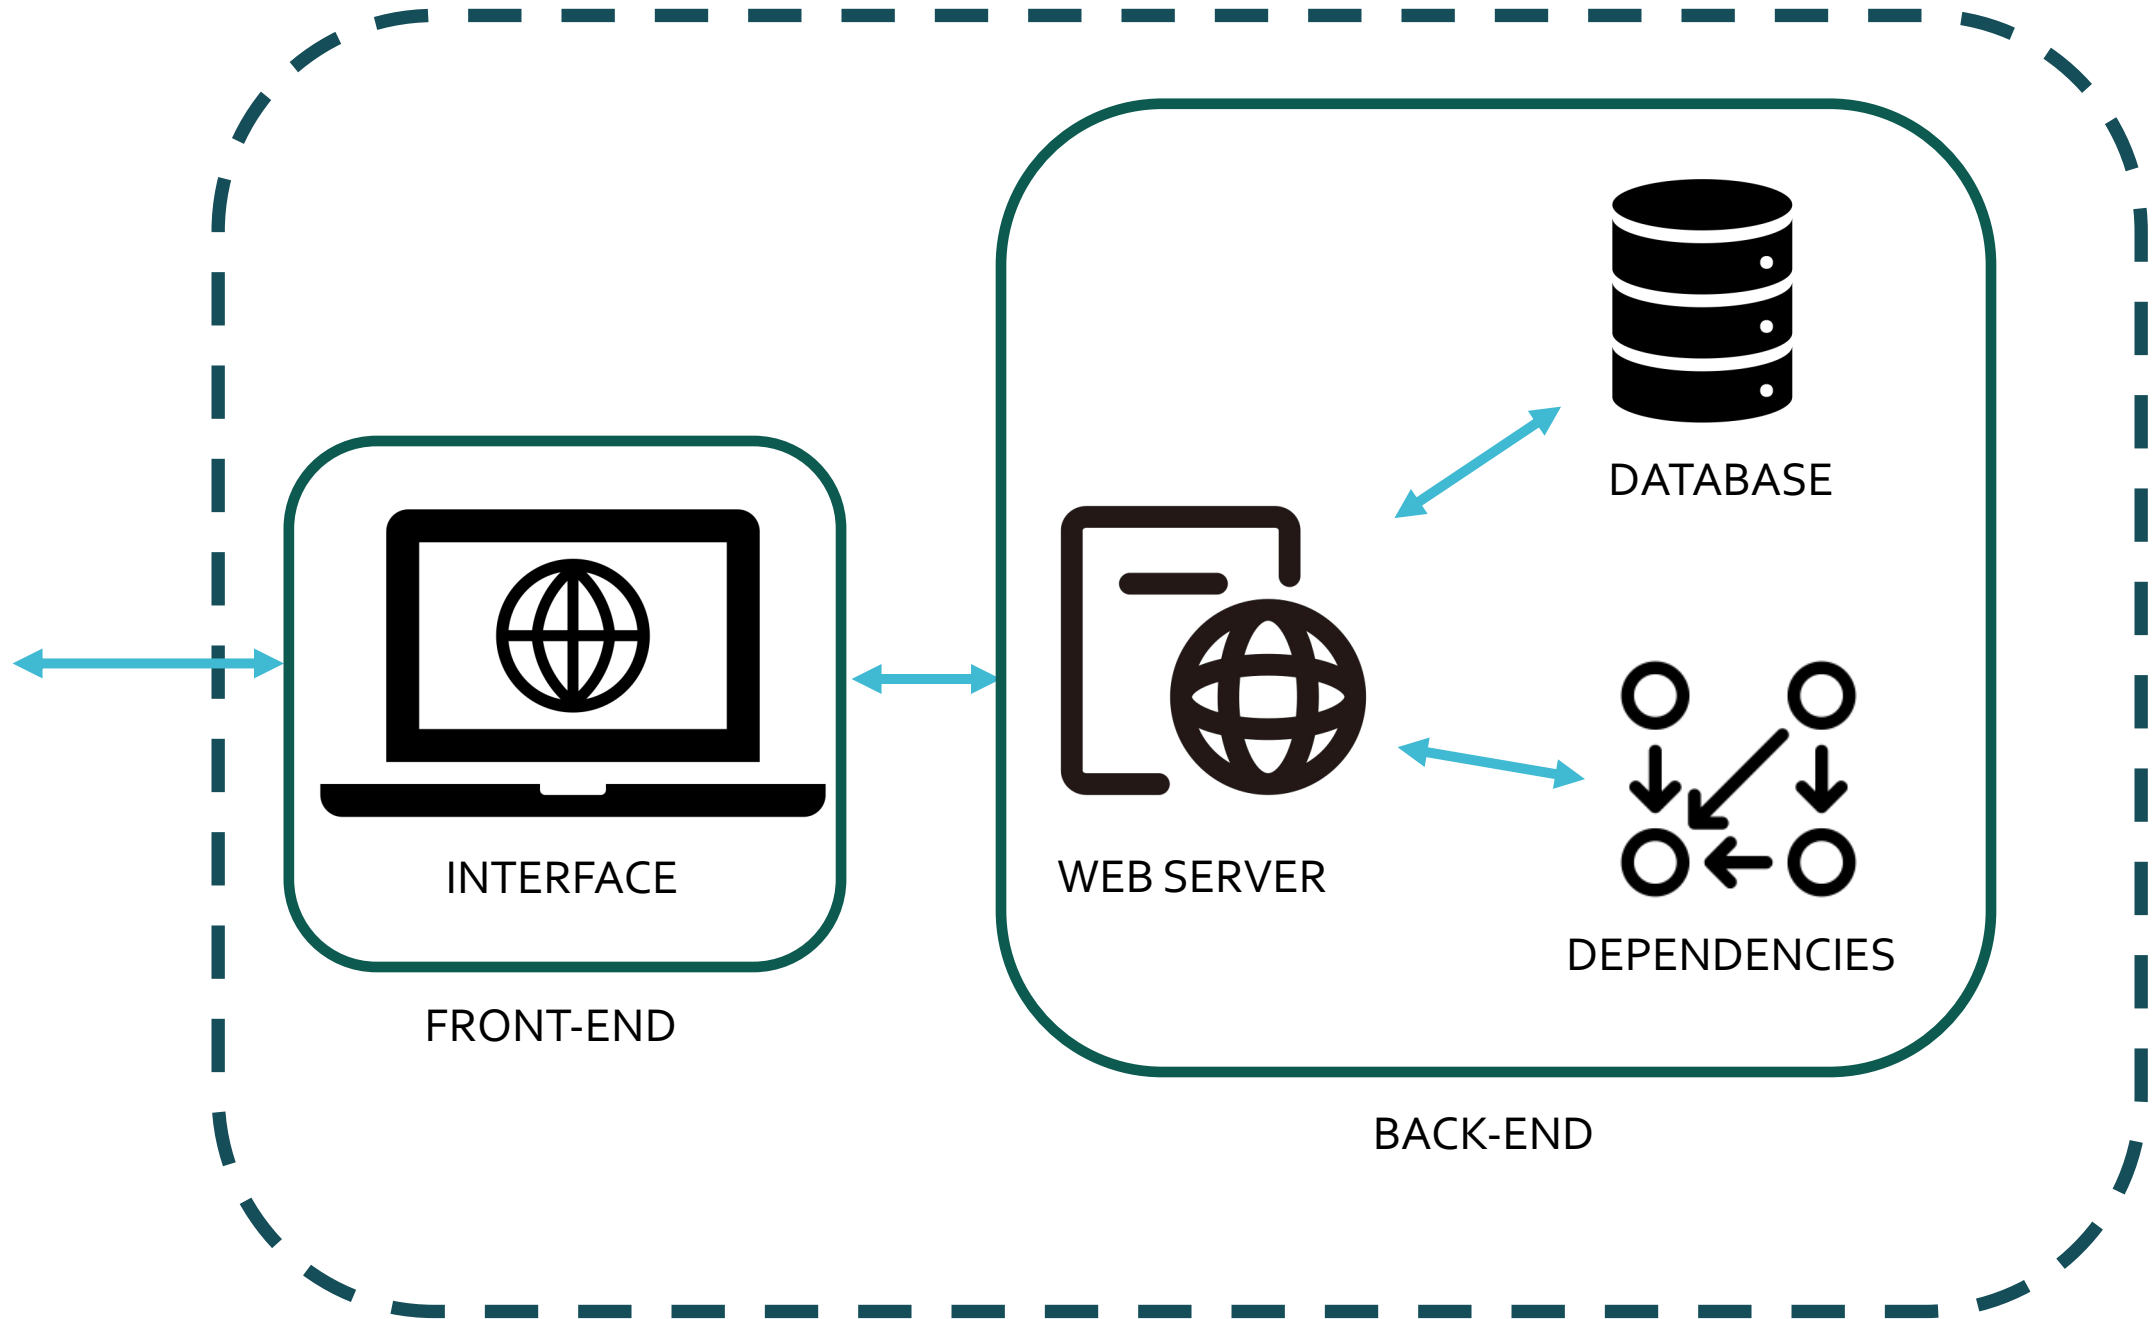 DATABASE
INTERFACE
WEB SERVER
DEPENDENCIES
FRONT-END
BACK-END